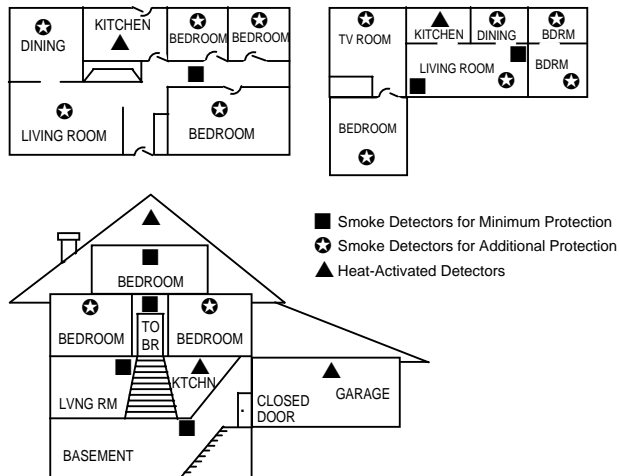 KITCHEN
DINING
BEDROOM
BEDROOM
LIVING ROOM
BEDROOM
TV ROOM
KITCHEN
DINING
BDRM
LIVING ROOM
BDRM
BEDROOM
Smoke Detectors for Minimum Protection
Smoke Detectors for Additional Protection
Heat-Activated Detectors
BEDROOM
BEDROOM
TO
BR
BEDROOM
LVNG RM
KTCHN
CLOSED
DOOR
GARAGE
BASEMENT